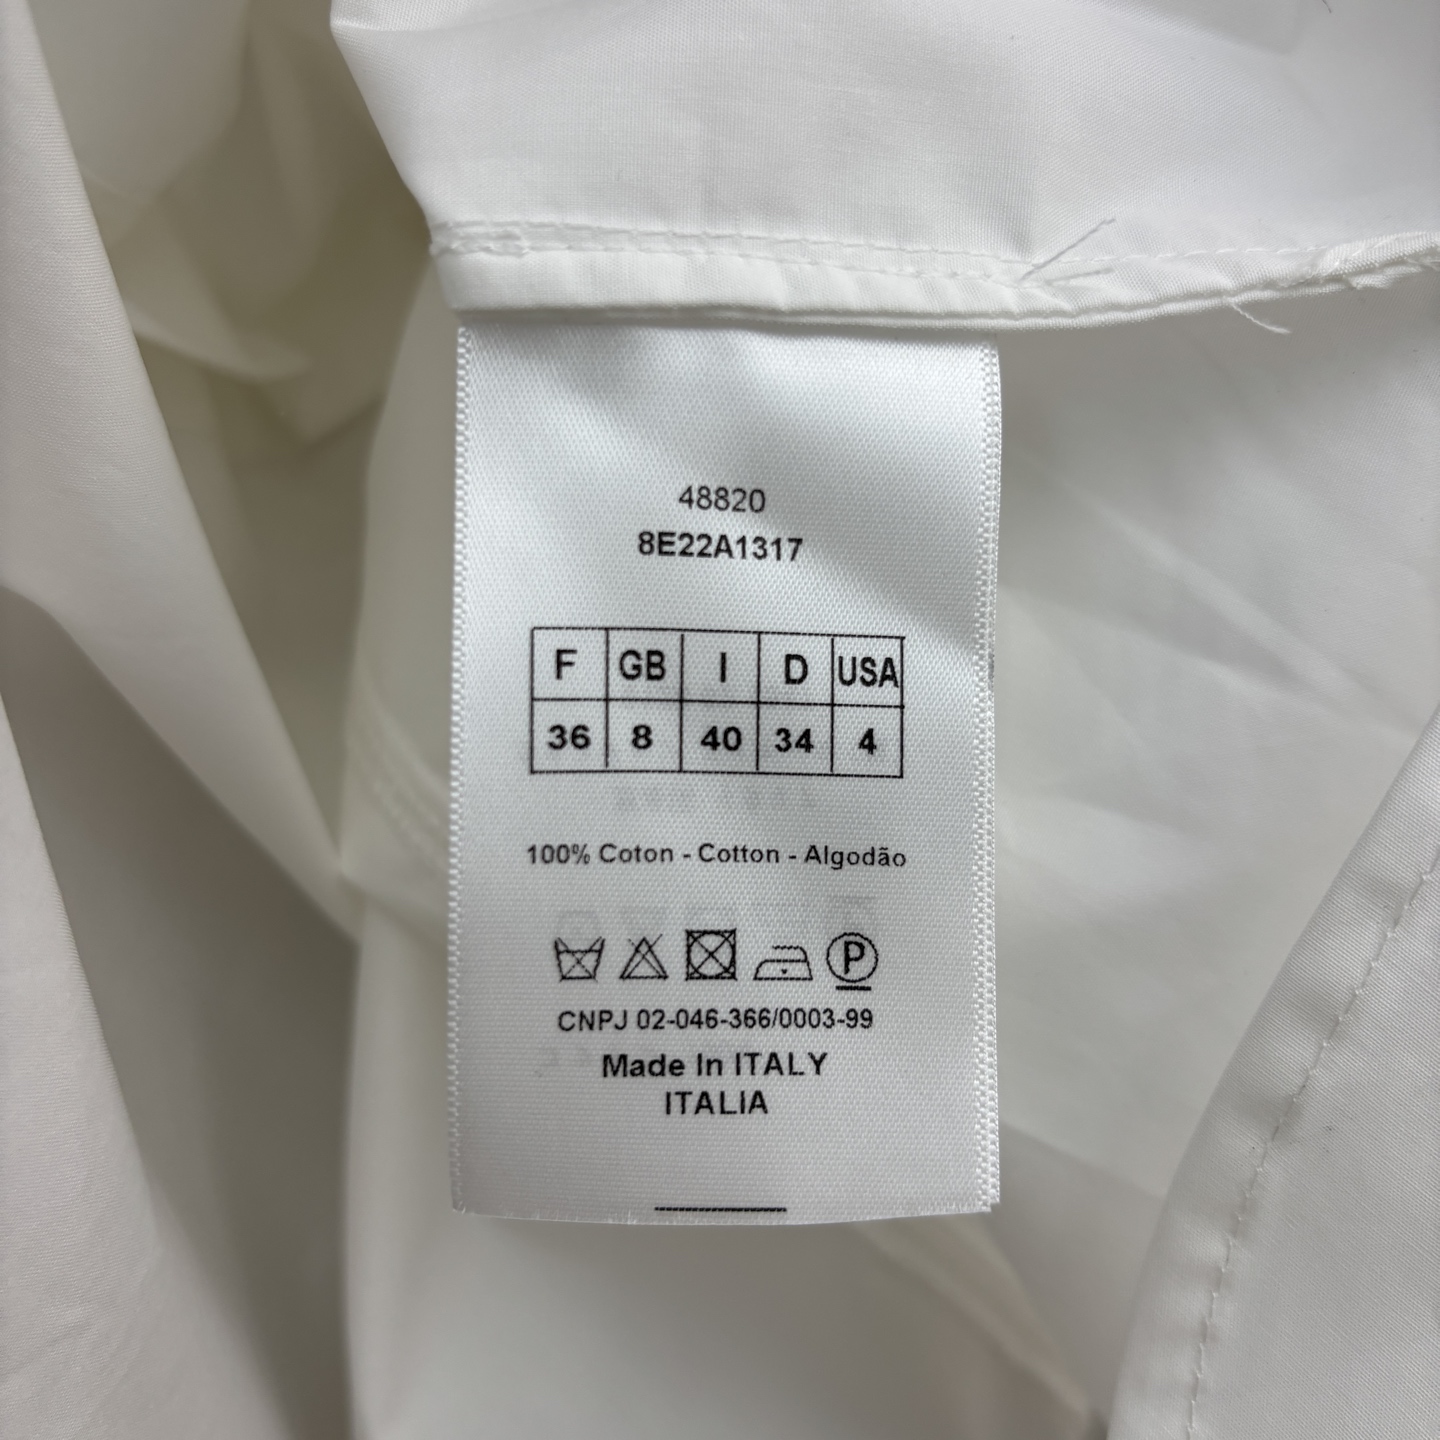 48820
8E22A1317
F GB I D USA
36 8 40 34 4
100% Coton - Cotton - Algodão
P
CNPJ 02-046-366/0003-99
Made In ITALY
ITALIA